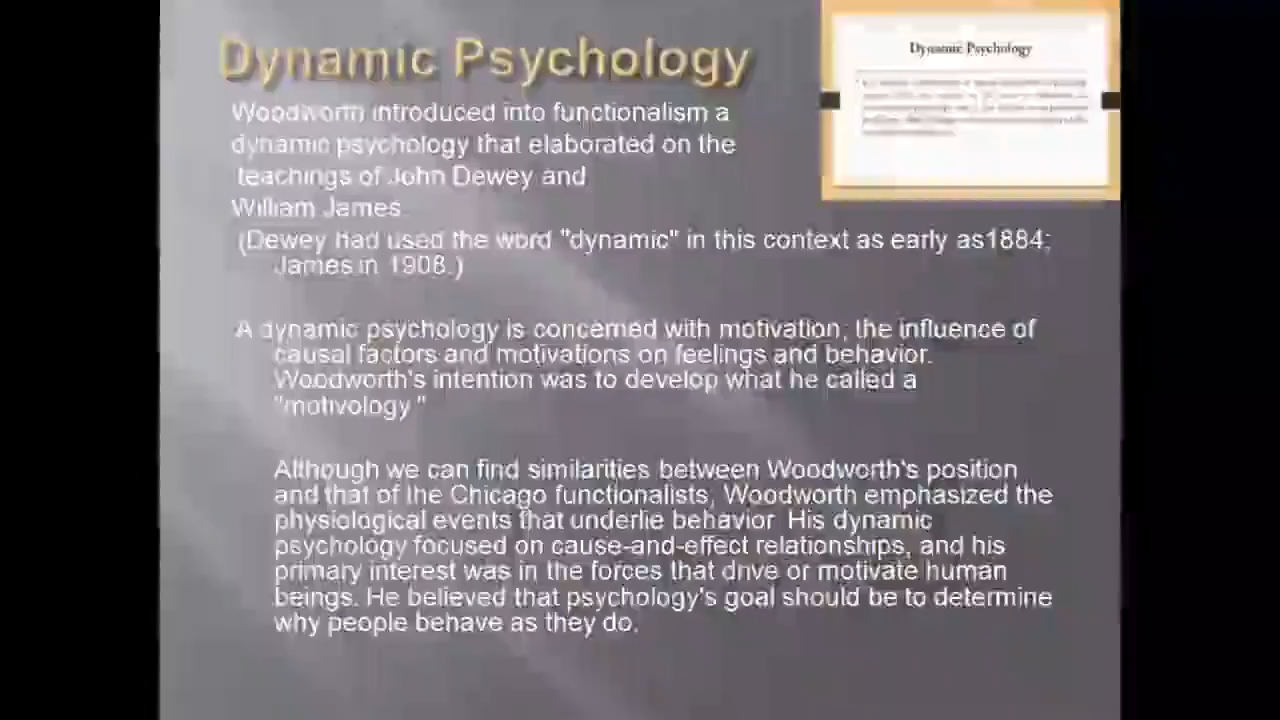 Dynamic Psychology
Woodworth introduced into functionalism a
dynamic psychology that elaborated on the
teachings of John Dewey and
William James.
(Dewey had used the word "dynamic" in this context as early as1884;
James in 1908.)
A dynamic psychology is concerned with motivation; the influence of
causal factors and motivations on feelings and behavior.
Woodworth's intention was to develop what he called a
"motivology."
Although we can find similarities between Woodworth's position
and that of the Chicago functionalists, Woodworth emphasized the
physiological events that underlie behavior. His dynamic
psychology focused on cause-and-effect relationships, and his
primary interest was in the forces that drive or motivate human
beings. He believed that psychology's goal should be to determine
why people behave as they do.
Dynamic Psychology